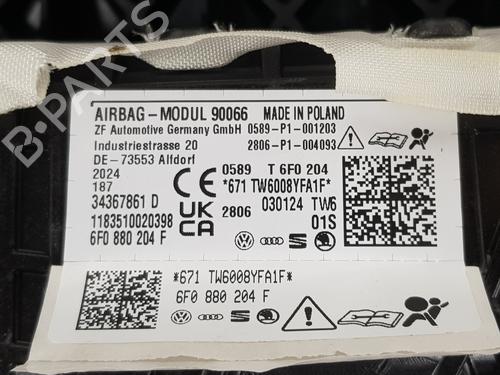 B-PARTS
AIRBAG - MODUL 90066 MADE IN POLAND
ZF Automotive Germany GmbH 0589-P1-001203
Industriestrasse 20 2806-P1-004093
DE-73553 Alfdorf
2024 0589 T 6F0 204
187 *671 TW6008YFA1F*
34367861 D 030124 TW6
1183510020398 2806 01S
6F0 880 204 F
CE
UK
CA
*671 TW6008YFA1F*
6F0 880 204 F